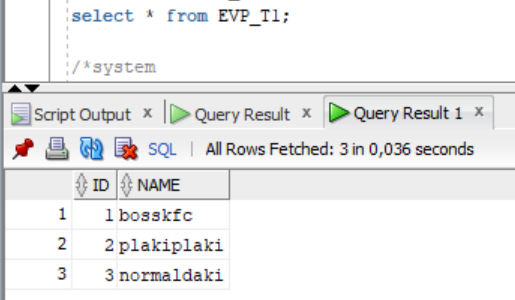 select * from EVP_T1;
/*system
Script Output x Query Result x Query Result 1 x
SQL | All Rows Fetched: 3 in 0,036 seconds
ID NAME
1 1 bosskfc
2 2 plakiplaki
3 3 normaldaki